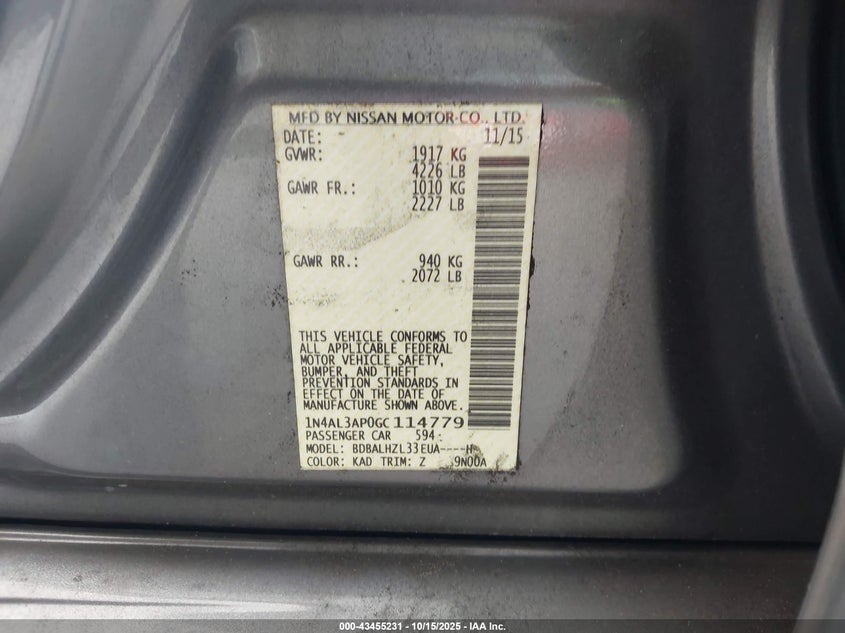 MFD BY NISSAN MOTOR CO., LTD.
DATE: 11/15
GVWR: 1917 KG
4226 LB
GAWR FR.: 1010 KG
2227 LB
GAWR RR.: 940 KG
2072 LB
THIS VEHICLE CONFORMS TO
ALL APPLICABLE FEDERAL
MOTOR VEHICLE SAFETY,
BUMPER, AND THEFT
PREVENTION STANDARDS IN
EFFECT ON THE DATE OF
MANUFACTURE SHOWN ABOVE.
1N4AL3AP0GC114779
PASSENGER CAR 594
MODEL: BDBALHZL33EUA----H
COLOR: KAD TRIM: Z 9N00A
000-43455231 - 10/15/2025 - IAA Inc.